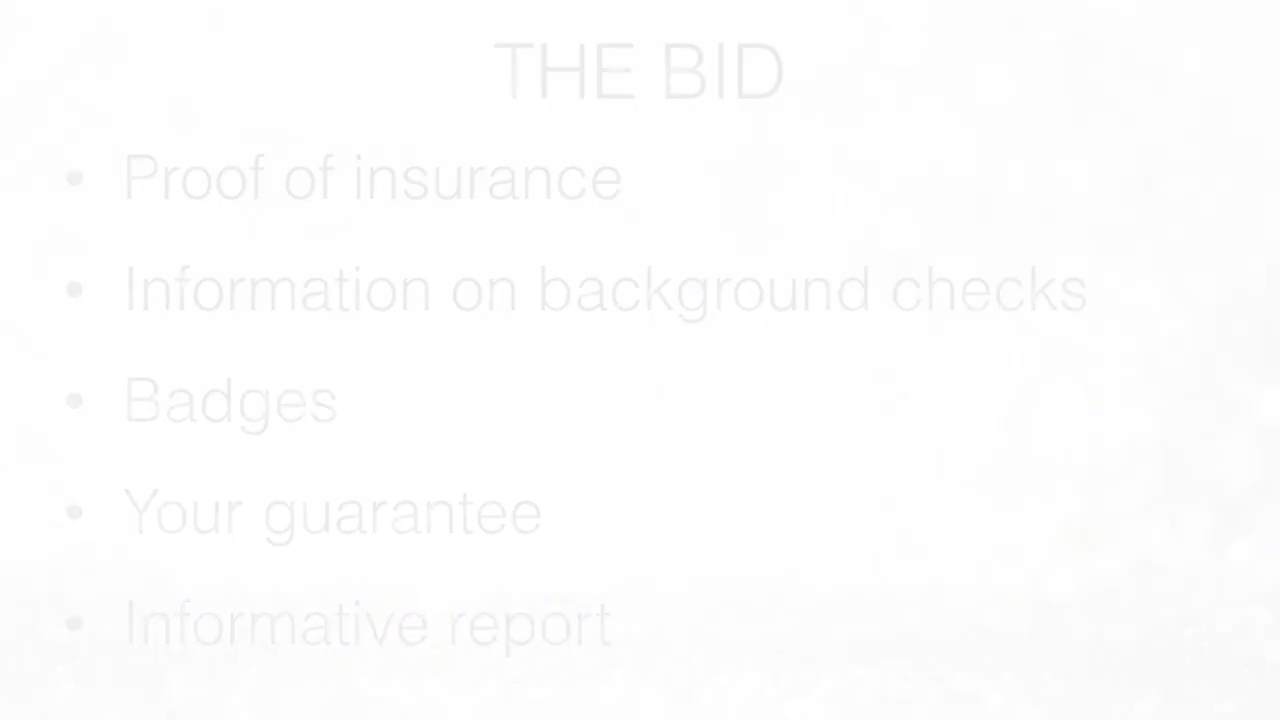 THE BID
• Proof of insurance
• Information on background checks
• Badges
• Your guarantee
• Informative report